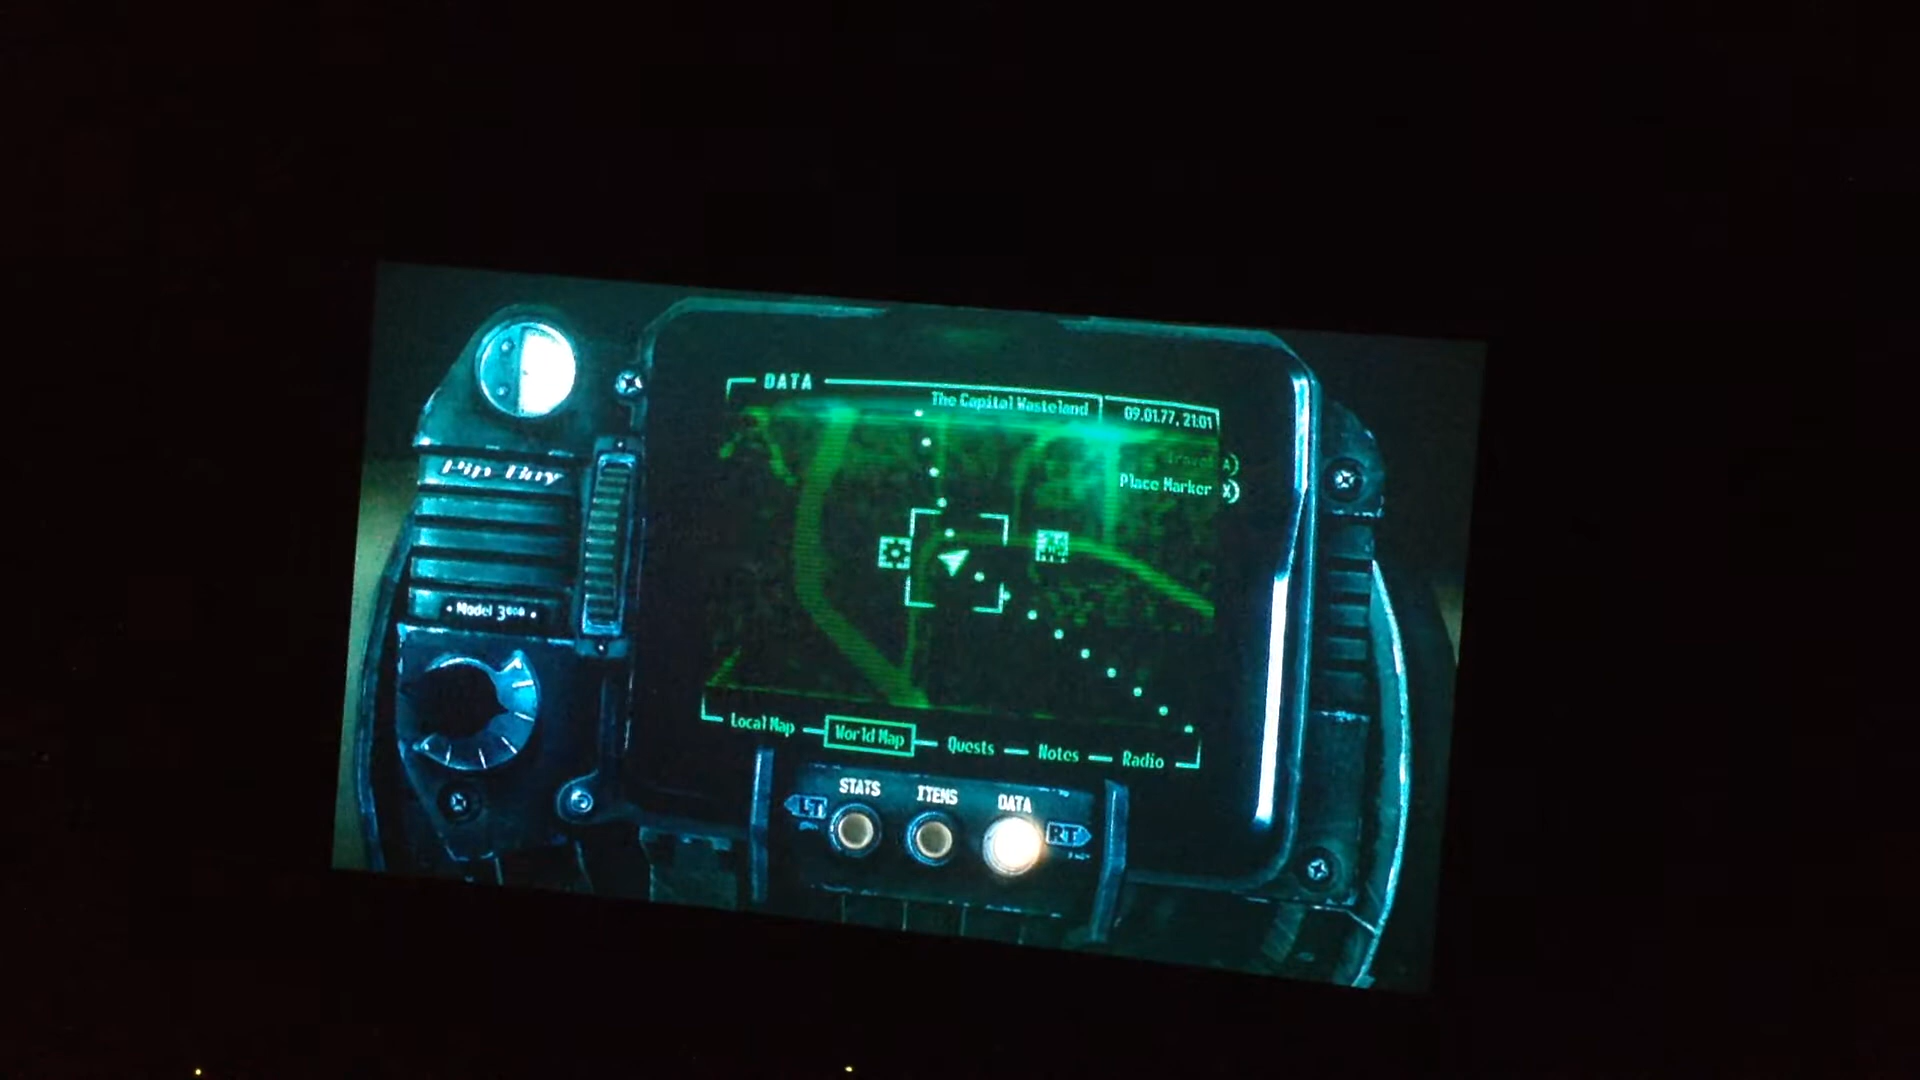 DATA
The Capital Wasteland
09.01.77, 21:01
Travel A)
Place Marker X)
Pip-Boy
• Model 3000 •
Local Map
World Map
Quests
Notes
Radio
STATS
ITEMS
DATA
LT
RT